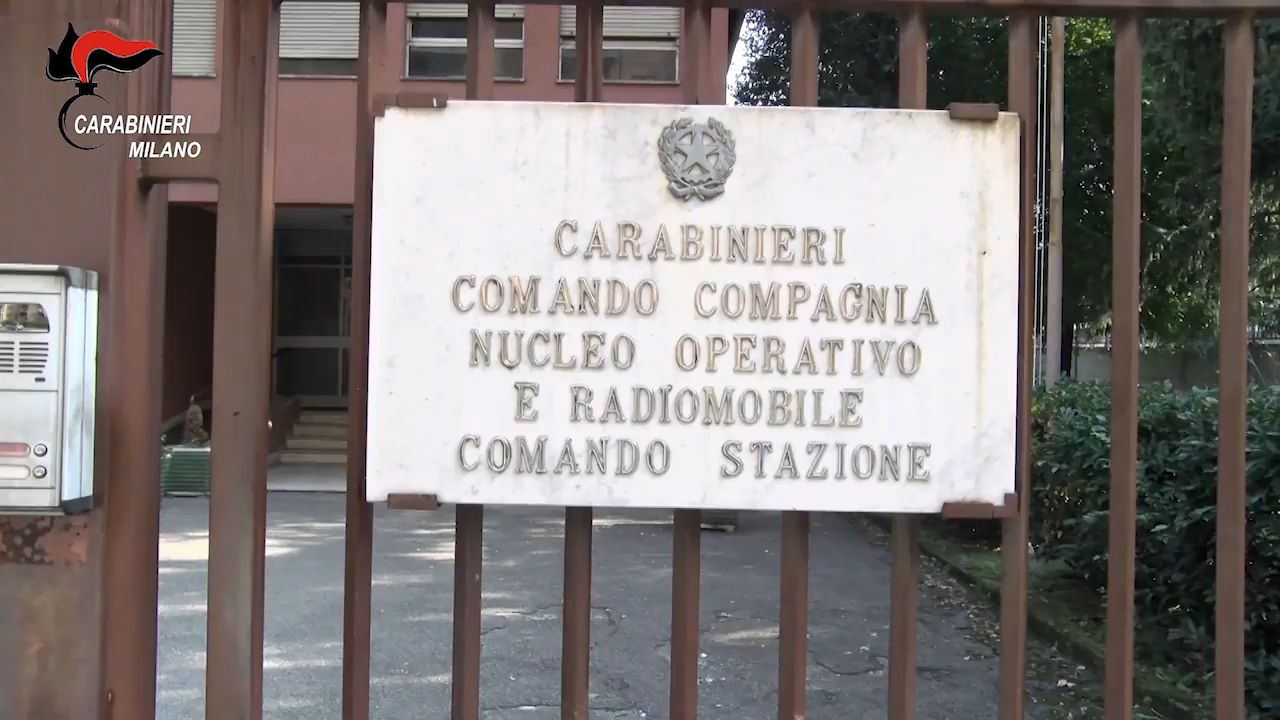 CARABINIERI
MILANO
CARABINIERI
COMANDO COMPAGNIA
NUCLEO OPERATIVO
E RADIOMOBILE
COMANDO STAZIONE